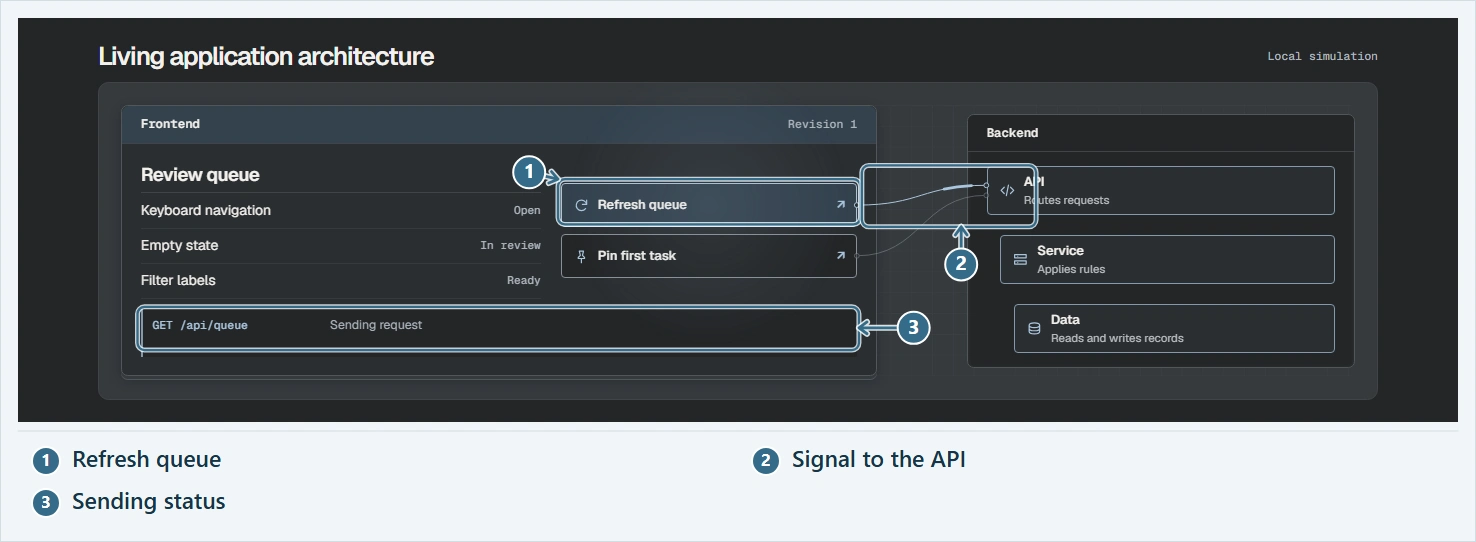 Living application architecture
Local simulation
Frontend
Revision 1
Backend
Review queue
1
Refresh queue
API
Routes requests
Keyboard navigation
Open
Empty state
In review
Pin first task
2
Service
Applies rules
Filter labels
Ready
GET /api/queue
Sending request
3
Data
Reads and writes records
1 Refresh queue
2 Signal to the API
3 Sending status